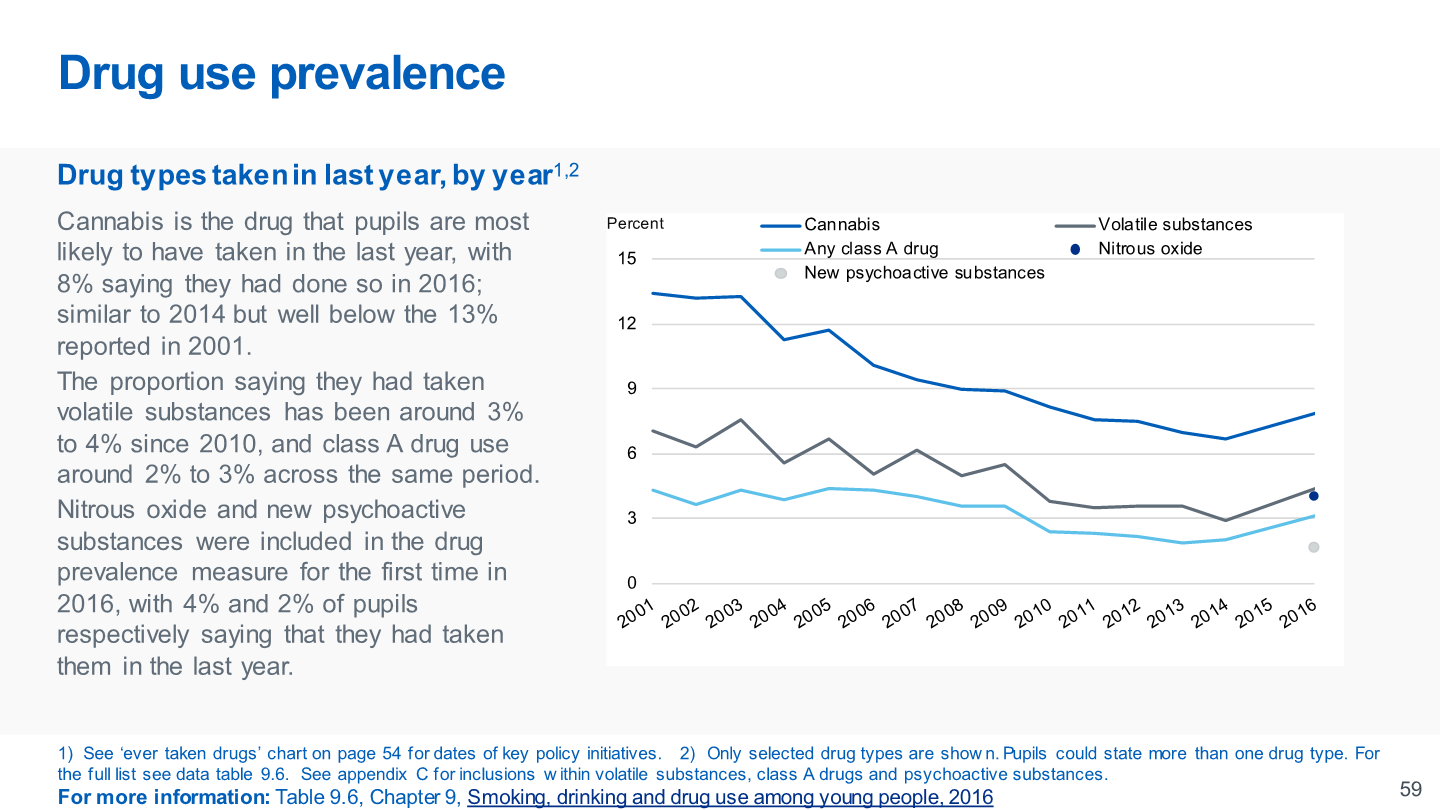 Drug use prevalence
Drug types taken in last year, by year1,2
Cannabis is the drug that pupils are most
likely to have taken in the last year, with
8% saying they had done so in 2016;
similar to 2014 but well below the 13%
reported in 2001.
The proportion saying they had taken
volatile substances has been around 3%
to 4% since 2010, and class A drug use
around 2% to 3% across the same period.
Nitrous oxide and new psychoactive
substances were included in the drug
prevalence measure for the first time in
2016, with 4% and 2% of pupils
respectively saying that they had taken
them in the last year.
Percent
Cannabis
Volatile substances
Any class A drug
Nitrous oxide
New psychoactive substances
15
12
9
6
3
0
2001
2002
2003
2004
2005
2006
2007
2008
2009
2010
2011
2012
2013
2014
2015
2016
1) See ‘ever taken drugs’ chart on page 54 for dates of key policy initiatives. 2) Only selected drug types are shown. Pupils could state more than one drug type. For
the full list see data table 9.6. See appendix C for inclusions within volatile substances, class A drugs and psychoactive substances.
For more information: Table 9.6, Chapter 9, Smoking, drinking and drug use among young people, 2016
59